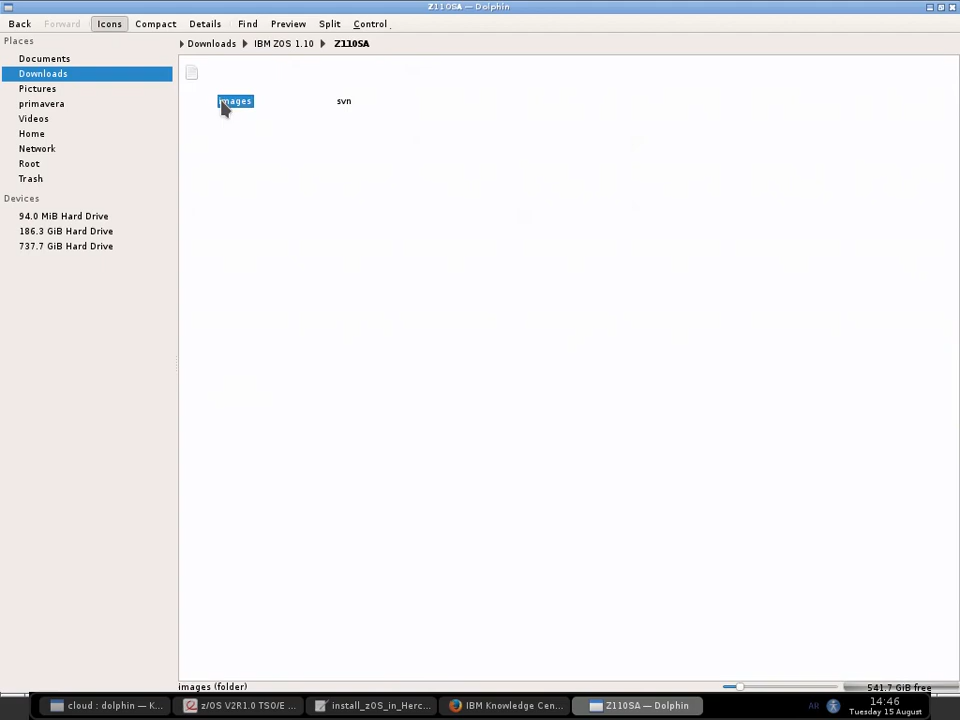 Z110SA — Dolphin
Back Forward Icons Compact Details Find Preview Split Control
Places
Downloads IBM ZOS 1.10 Z110SA
Documents
Downloads
Pictures
primavera
Videos
Home
Network
Root
Trash
Devices
94.0 MiB Hard Drive
186.3 GiB Hard Drive
737.7 GiB Hard Drive
images svn
images (folder)
541.7 GiB free
cloud : dolphin — K...
z/OS V2R1.0 TSO/E ...
install_zOS_in_Herc...
IBM Knowledge Cen...
Z110SA — Dolphin
AR
14:46
Tuesday 15 August